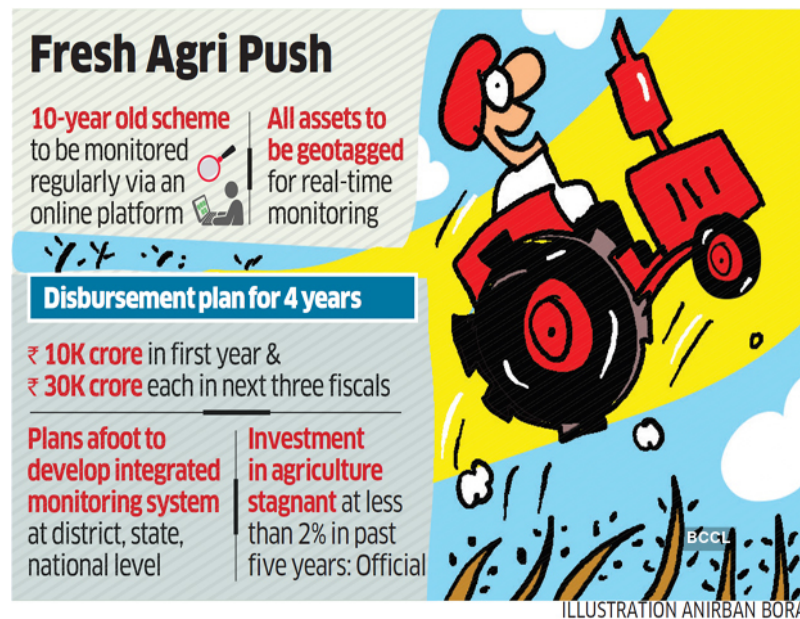 Fresh Agri Push
10-year old scheme
to be monitored
regularly via an
online platform
All assets to
be geotagged
for real-time
monitoring
Disbursement plan for 4 years
₹ 10K crore in first year &
₹ 30K crore each in next three fiscals
Plans afoot to
develop integrated
monitoring system
at district, state,
national level
Investment
in agriculture
stagnant at less
than 2% in past
five years: Official
BCCL
ILLUSTRATION ANIRBAN BORA